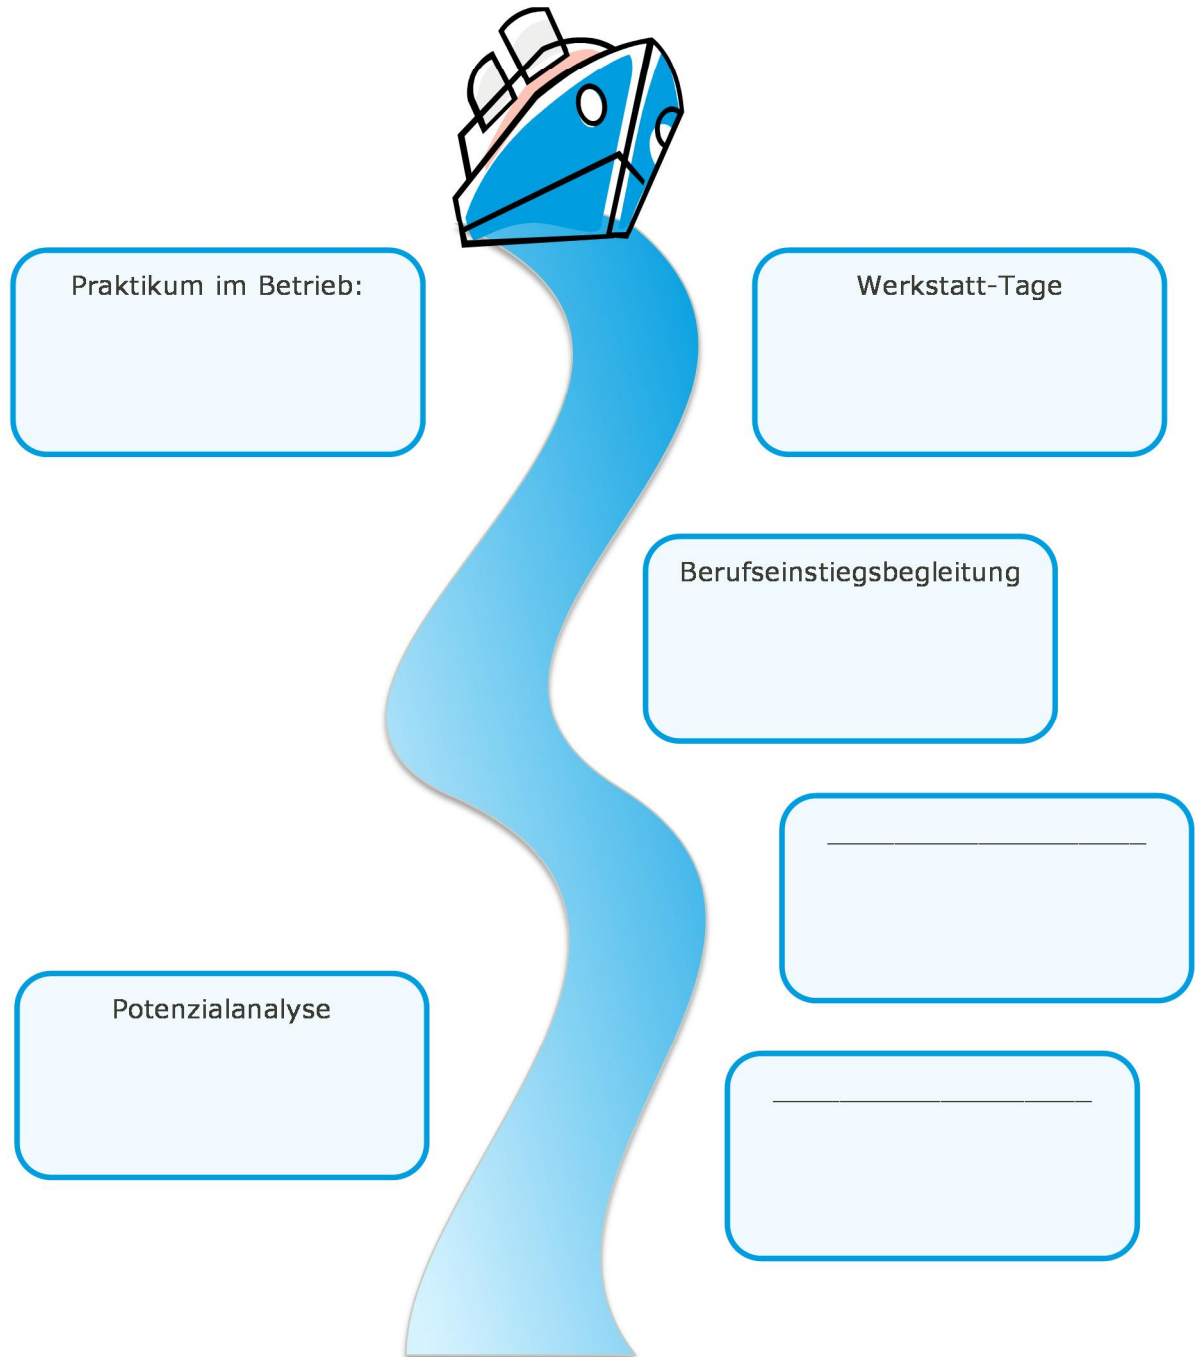 Praktikum im Betrieb:
Werkstatt-Tage
Berufseinstiegsbegleitung
Potenzialanalyse